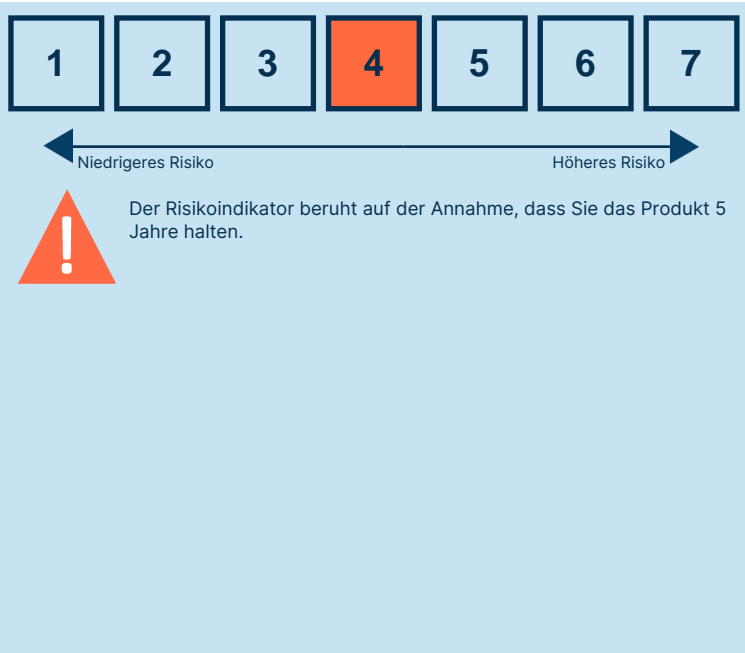 1 2 3 4 5 6 7
Niedrigeres Risiko Höheres Risiko
Der Risikoindikator beruht auf der Annahme, dass Sie das Produkt 5
Jahre halten.